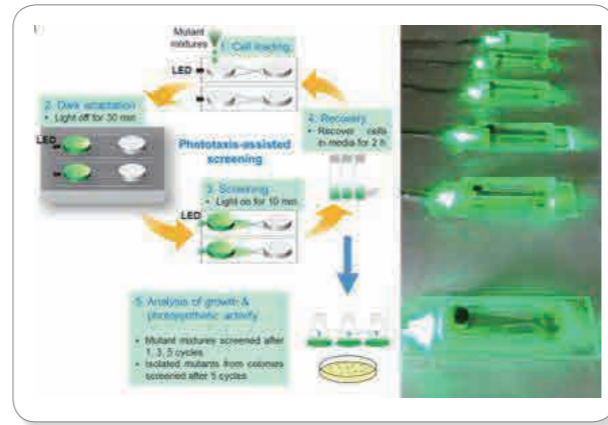 Mutant
mixtures
1. Cell loading
LED
2. Dark adaptation
• Light off for 30 min
LED
Phototaxis-assisted
screening
4. Recovery
• Recover cells
in media for 2 h
3. Screening
• Light on for 10 min
LED
5. Analysis of growth &
photosynthetic activity
• Mutant mixtures screened after
1, 3, 5 cycles
• Isolated mutants from colonies
screened after 5 cycles